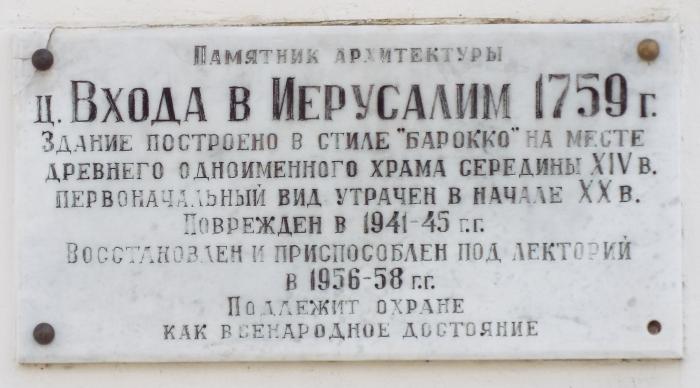 Памятник архитектуры
ц. Входа в Иерусалим 1759 г.
Здание построено в стиле "барокко" на месте
древнего одноименного храма середины XIV в.
первоначальный вид утрачен в начале XX в.
Поврежден в 1941-45 г.г.
Восстановлен и приспособлен под лекторий
в 1956-58 г.г.
Подлежит охране
как всенародное достояние